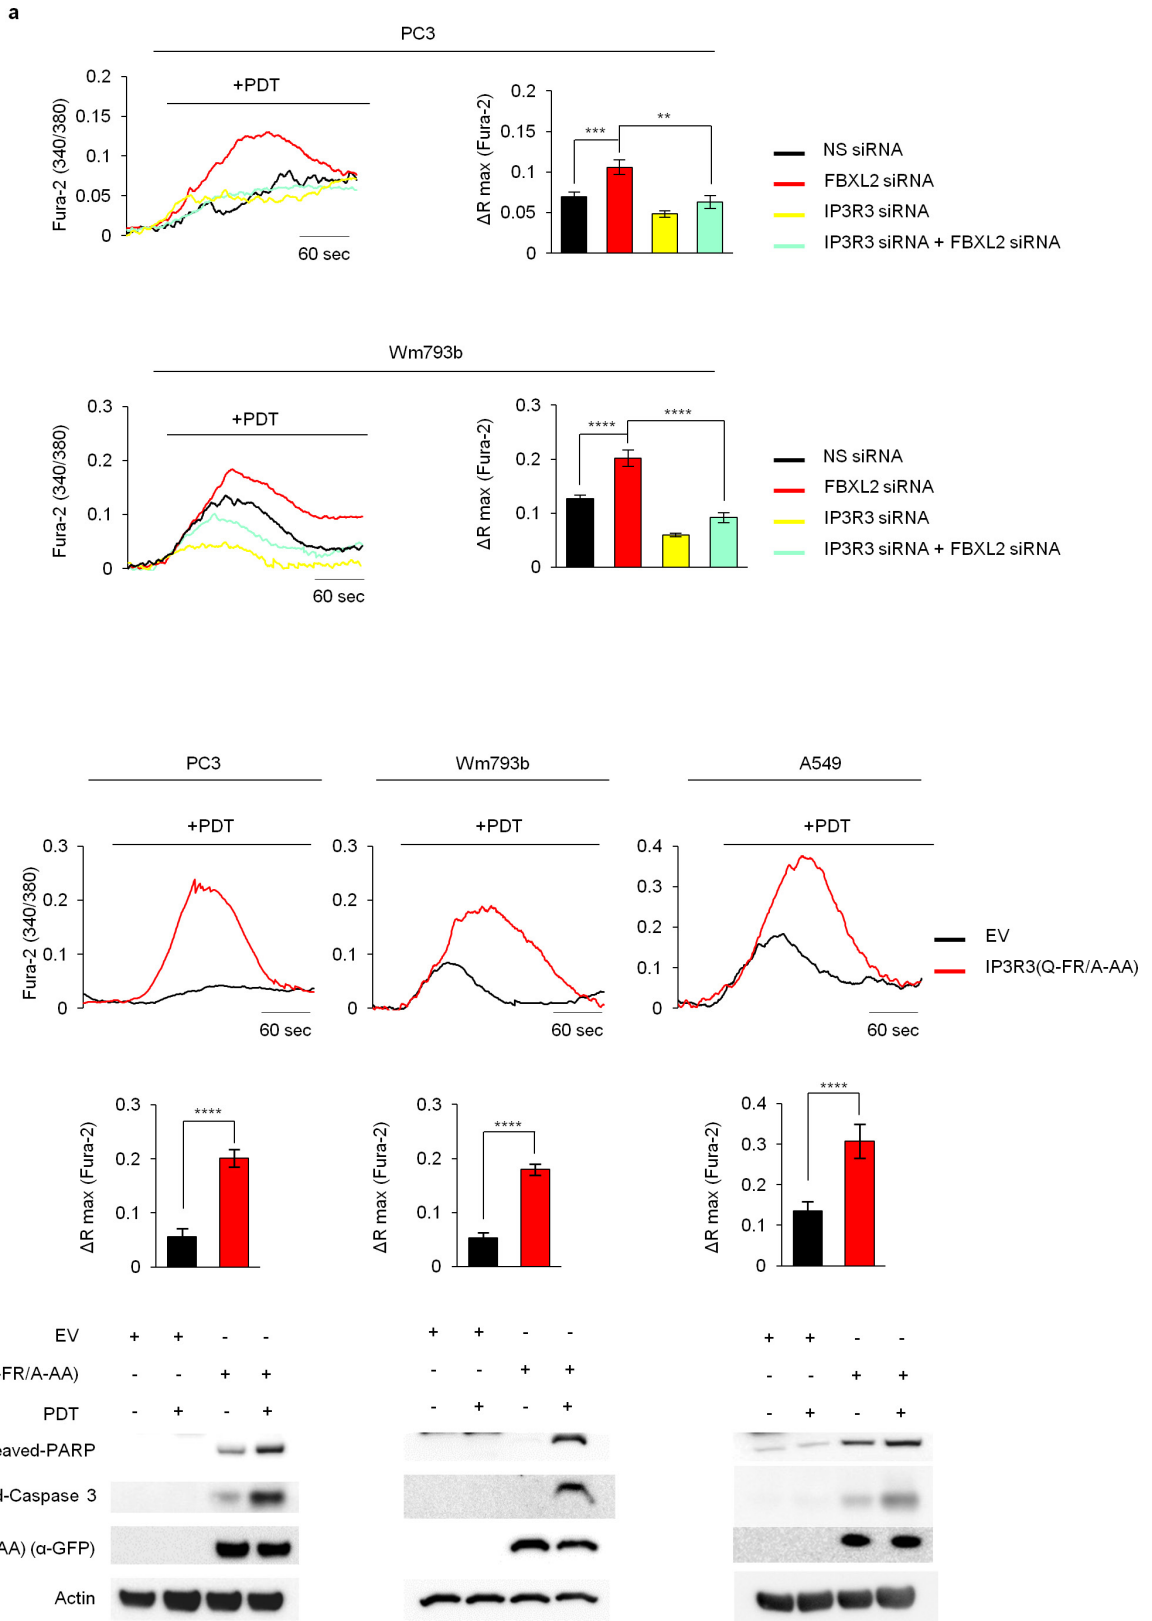 a
PC3
+PDT
Fura-2 (340/380)
0.2
0.15
0.1
0.05
0
60 sec
ΔR max (Fura-2)
0.2
0.15
0.1
0.05
0
***
**
NS siRNA
FBXL2 siRNA
IP3R3 siRNA
IP3R3 siRNA + FBXL2 siRNA
Wm793b
+PDT
Fura-2 (340/380)
0.3
0.2
0.1
0
60 sec
ΔR max (Fura-2)
0.3
0.2
0.1
0
****
****
NS siRNA
FBXL2 siRNA
IP3R3 siRNA
IP3R3 siRNA + FBXL2 siRNA
PC3
Wm793b
A549
+PDT
+PDT
+PDT
Fura-2 (340/380)
0.3
0.2
0.1
0
60 sec
0.3
0.2
0.1
0
60 sec
0.4
0.3
0.2
0.1
0
60 sec
EV
IP3R3(Q-FR/A-AA)
ΔR max (Fura-2)
0.3
0.2
0.1
0
****
ΔR max (Fura-2)
0.3
0.2
0.1
0
****
ΔR max (Fura-2)
0.4
0.3
0.2
0.1
0
****
EV + + - - + + - - + + - -
-FR/A-AA) - - + + - - + + - - + +
PDT - + - + - + - + - + - +
eaved-PARP
d-Caspase 3
AA) (α-GFP)
Actin